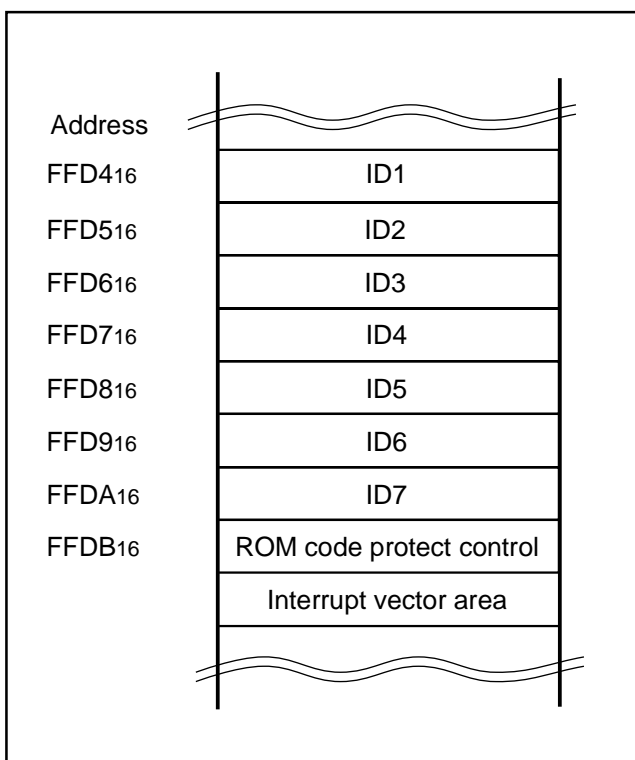 Address
FFD416 ID1
FFD516 ID2
FFD616 ID3
FFD716 ID4
FFD816 ID5
FFD916 ID6
FFDA16 ID7
FFDB16 ROM code protect control
Interrupt vector area